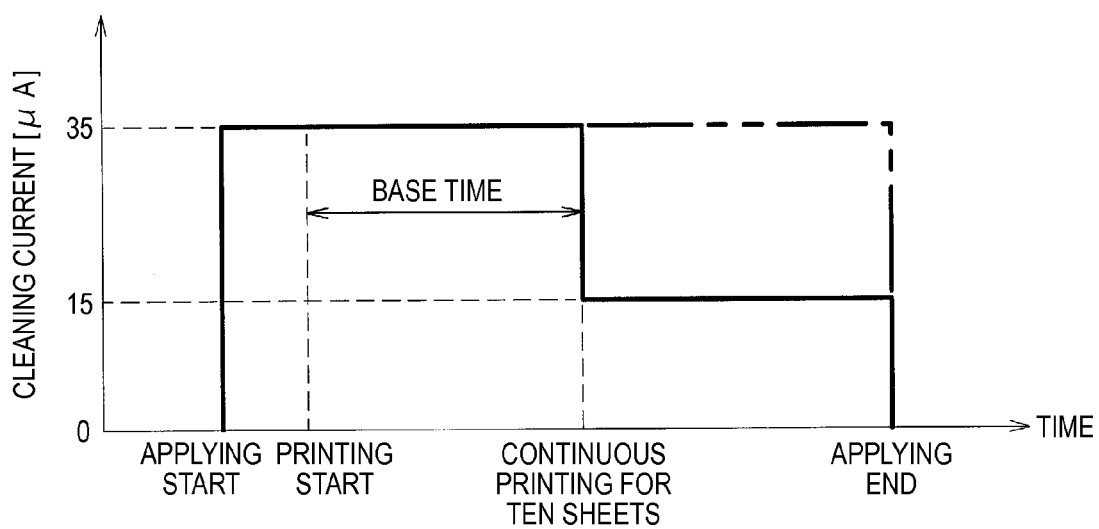 CLEANING CURRENT [μA]
35
BASE TIME
15
0
TIME
APPLYING
START
PRINTING
START
CONTINUOUS
PRINTING FOR
TEN SHEETS
APPLYING
END